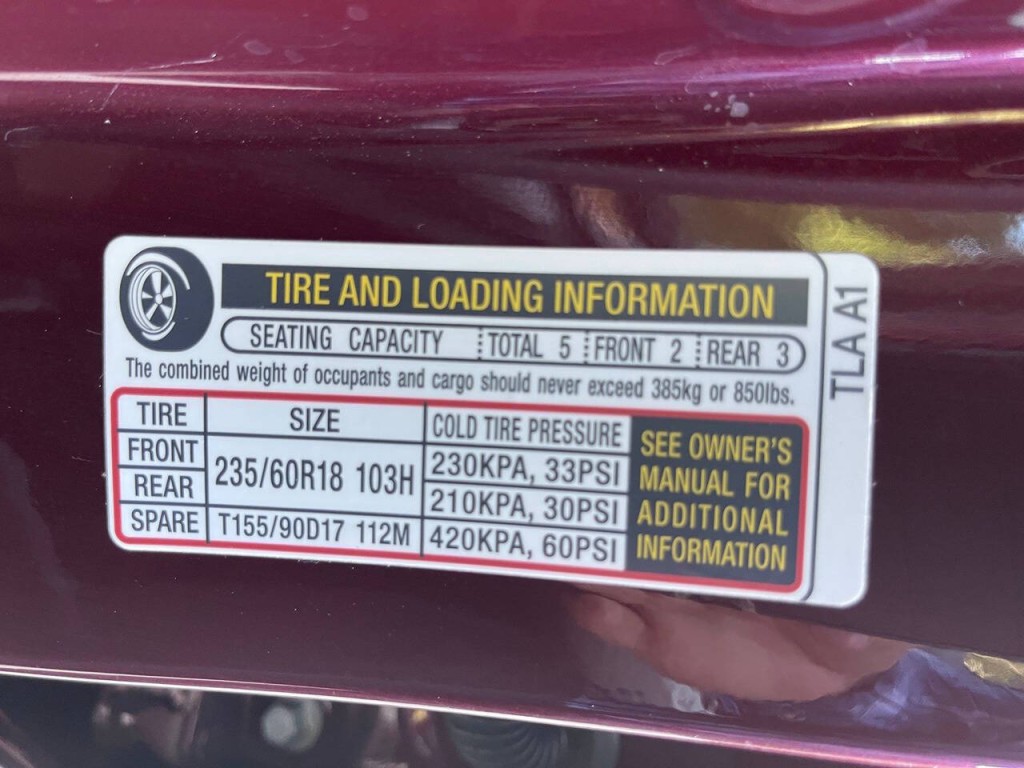 TIRE AND LOADING INFORMATION
SEATING CAPACITY TOTAL 5 FRONT 2 REAR 3
The combined weight of occupants and cargo should never exceed 385kg or 850lbs.
TIRE SIZE COLD TIRE PRESSURE
FRONT 235/60R18 103H 230KPA, 33PSI
REAR 210KPA, 30PSI
SPARE T155/90D17 112M 420KPA, 60PSI
SEE OWNER'S
MANUAL FOR
ADDITIONAL
INFORMATION
TLA A1